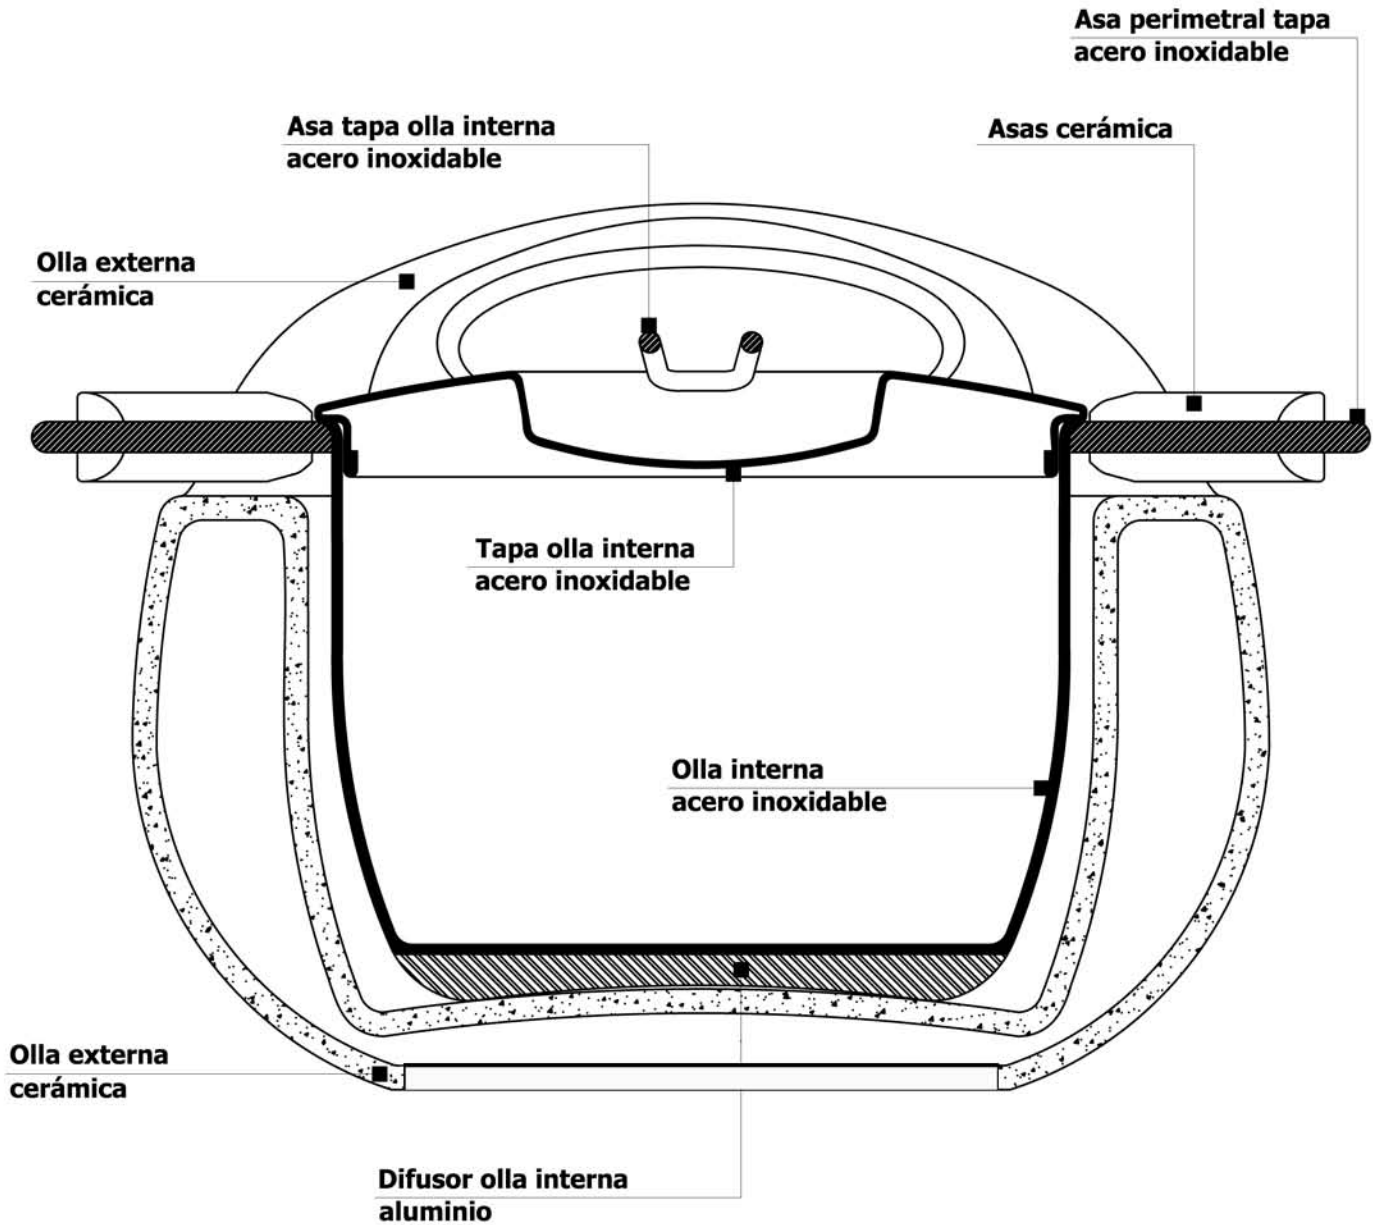 Asa perimetral tapa
acero inoxidable
Asa tapa olla interna
acero inoxidable
Asas cerámica
Olla externa
cerámica
Tapa olla interna
acero inoxidable
Olla interna
acero inoxidable
Olla externa
cerámica
Difusor olla interna
aluminio